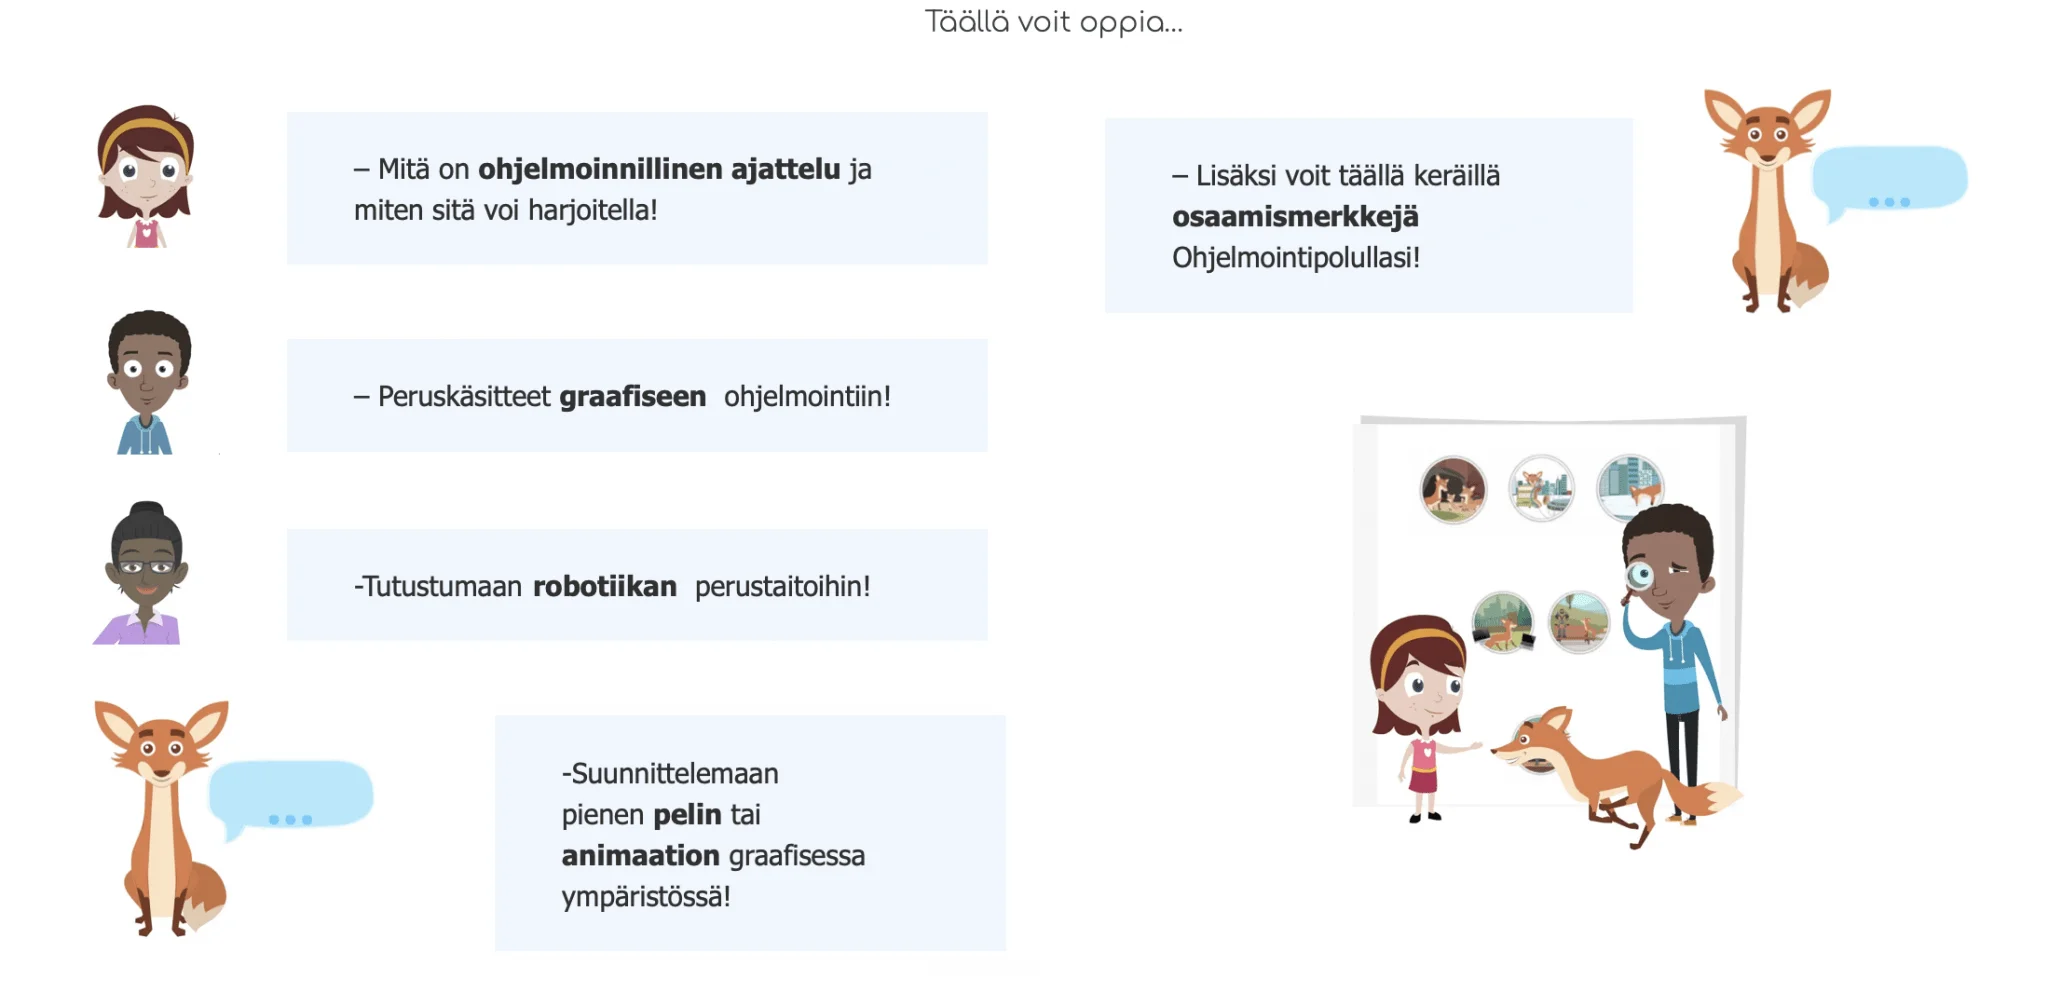 Täällä voit oppia...
– Mitä on ohjelmoinnillinen ajattelu ja
miten sitä voi harjoitella!
– Peruskäsitteet graafiseen ohjelmointiin!
-Tutustumaan robotiikan perustaitoihin!
-Suunnittelemaan
pienen pelin tai
animaation graafisessa
ympäristössä!
– Lisäksi voit täällä keräillä
osaamismerkkejä
Ohjelmointipolullasi!